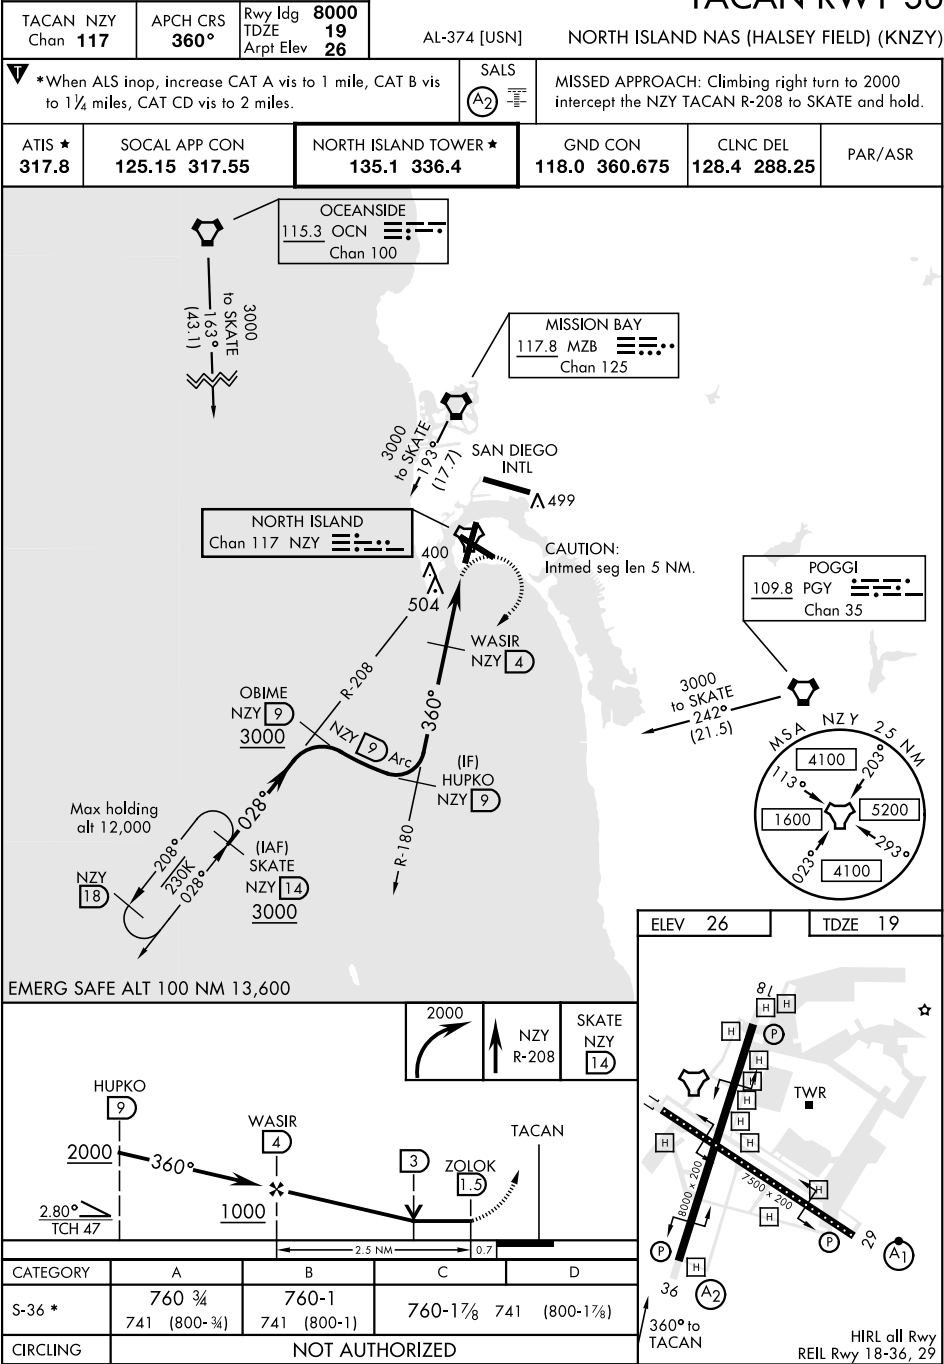 TACAN RWY 36
TACAN NZY
Chan 117
APCH CRS
360°
Rwy ldg 8000
TDZE 19
Arpt Elev 26
AL-374 [USN]
NORTH ISLAND NAS (HALSEY FIELD) (KNZY)
T
*When ALS inop, increase CAT A vis to 1 mile, CAT B vis
to 1¼ miles, CAT CD vis to 2 miles.
SALS
A2
MISSED APPROACH: Climbing right turn to 2000
intercept the NZY TACAN R-208 to SKATE and hold.
ATIS ★
317.8
SOCAL APP CON
125.15 317.55
NORTH ISLAND TOWER ★
135.1 336.4
GND CON
118.0 360.675
CLNC DEL
128.4 288.25
PAR/ASR
OCEANSIDE
115.3 OCN
Chan 100
3000
to SKATE
163°
(43.1)
MISSION BAY
117.8 MZB
Chan 125
3000
to SKATE
193°
(17.7)
SAN DIEGO
INTL
499
NORTH ISLAND
Chan 117 NZY
400
504
CAUTION:
Intmed seg len 5 NM.
POGGI
109.8 PGY
Chan 35
WASIR
NZY 4
R-208
360°
3000
to SKATE
242°
(21.5)
OBIME
NZY 9
3000
NZY 9 Arc
(IF)
HUPKO
NZY 9
R-180
028°
MSA NZY 25 NM
4100
113°
203°
1600
5200
023°
293°
4100
Max holding
alt 12,000
208°
230K
028°
(IAF)
SKATE
NZY 14
3000
NZY
18
EMERG SAFE ALT 100 NM 13,600
ELEV 26
TDZE 19
2000
NZY
R-208
SKATE
NZY
14
HUPKO
9
2000
360°
WASIR
4
1000
3
ZOLOK
1.5
TACAN
2.80°
TCH 47
2.5 NM
0.7
18
H
H
H
P
H
H
H
H
H
H
H
H
H
TWR
11
8000 x 200
7500 x 200
P
P
29
A1
36
A2
360° to
TACAN
HIRL all Rwy
REIL Rwy 18-36, 29
CATEGORY A B C D
S-36 *
760 ¾
741 (800-¾)
760-1
741 (800-1)
760-1⅞ 741 (800-1⅞)
CIRCLING NOT AUTHORIZED